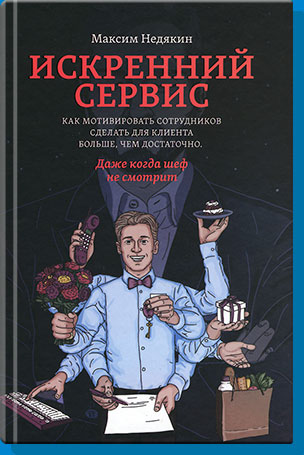 Максим Недякин
ИСКРЕННИЙ
СЕРВИС
КАК МОТИВИРОВАТЬ СОТРУДНИКОВ
СДЕЛАТЬ ДЛЯ КЛИЕНТА
БОЛЬШЕ, ЧЕМ ДОСТАТОЧНО.
Даже когда шеф
не смотрит